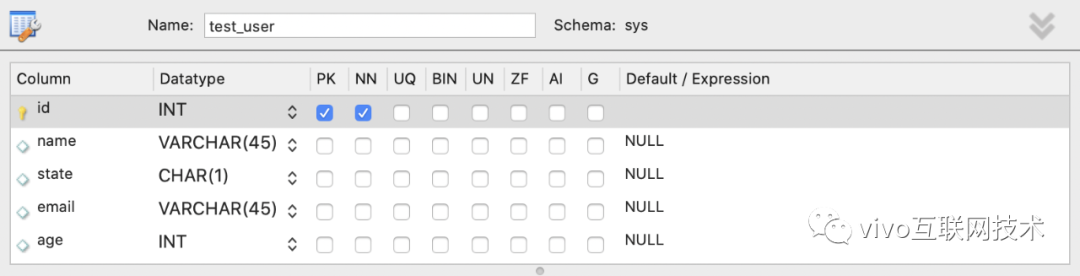 Name: test_user Schema: sys
Column Datatype PK NN UQ BIN UN ZF AI G Default / Expression
id INT
name VARCHAR(45) NULL
state CHAR(1) NULL
email VARCHAR(45) NULL
age INT NULL
vivo互联网技术